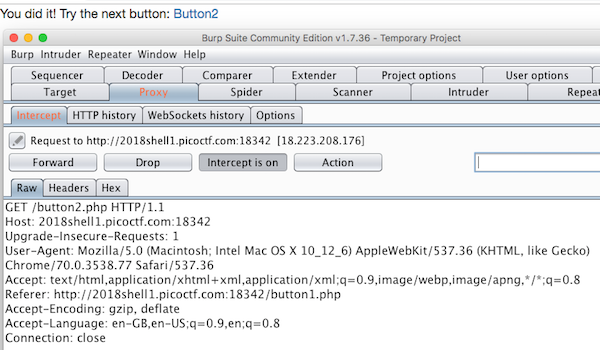 You did it! Try the next button: Button2
Burp Suite Community Edition v1.7.36 - Temporary Project
Burp Intruder Repeater Window Help
Sequencer Decoder Comparer Extender Project options User options
Target Proxy Spider Scanner Intruder Repeat
Intercept HTTP history WebSockets history Options
Request to http://2018shell1.picoctf.com:18342 [18.223.208.176]
Forward Drop Intercept is on Action
Raw Headers Hex
GET /button2.php HTTP/1.1
Host: 2018shell1.picoctf.com:18342
Upgrade-Insecure-Requests: 1
User-Agent: Mozilla/5.0 (Macintosh; Intel Mac OS X 10_12_6) AppleWebKit/537.36 (KHTML, like Gecko)
Chrome/70.0.3538.77 Safari/537.36
Accept: text/html,application/xhtml+xml,application/xml;q=0.9,image/webp,image/apng,*/*;q=0.8
Referer: http://2018shell1.picoctf.com:18342/button1.php
Accept-Encoding: gzip, deflate
Accept-Language: en-GB,en-US;q=0.9,en;q=0.8
Connection: close